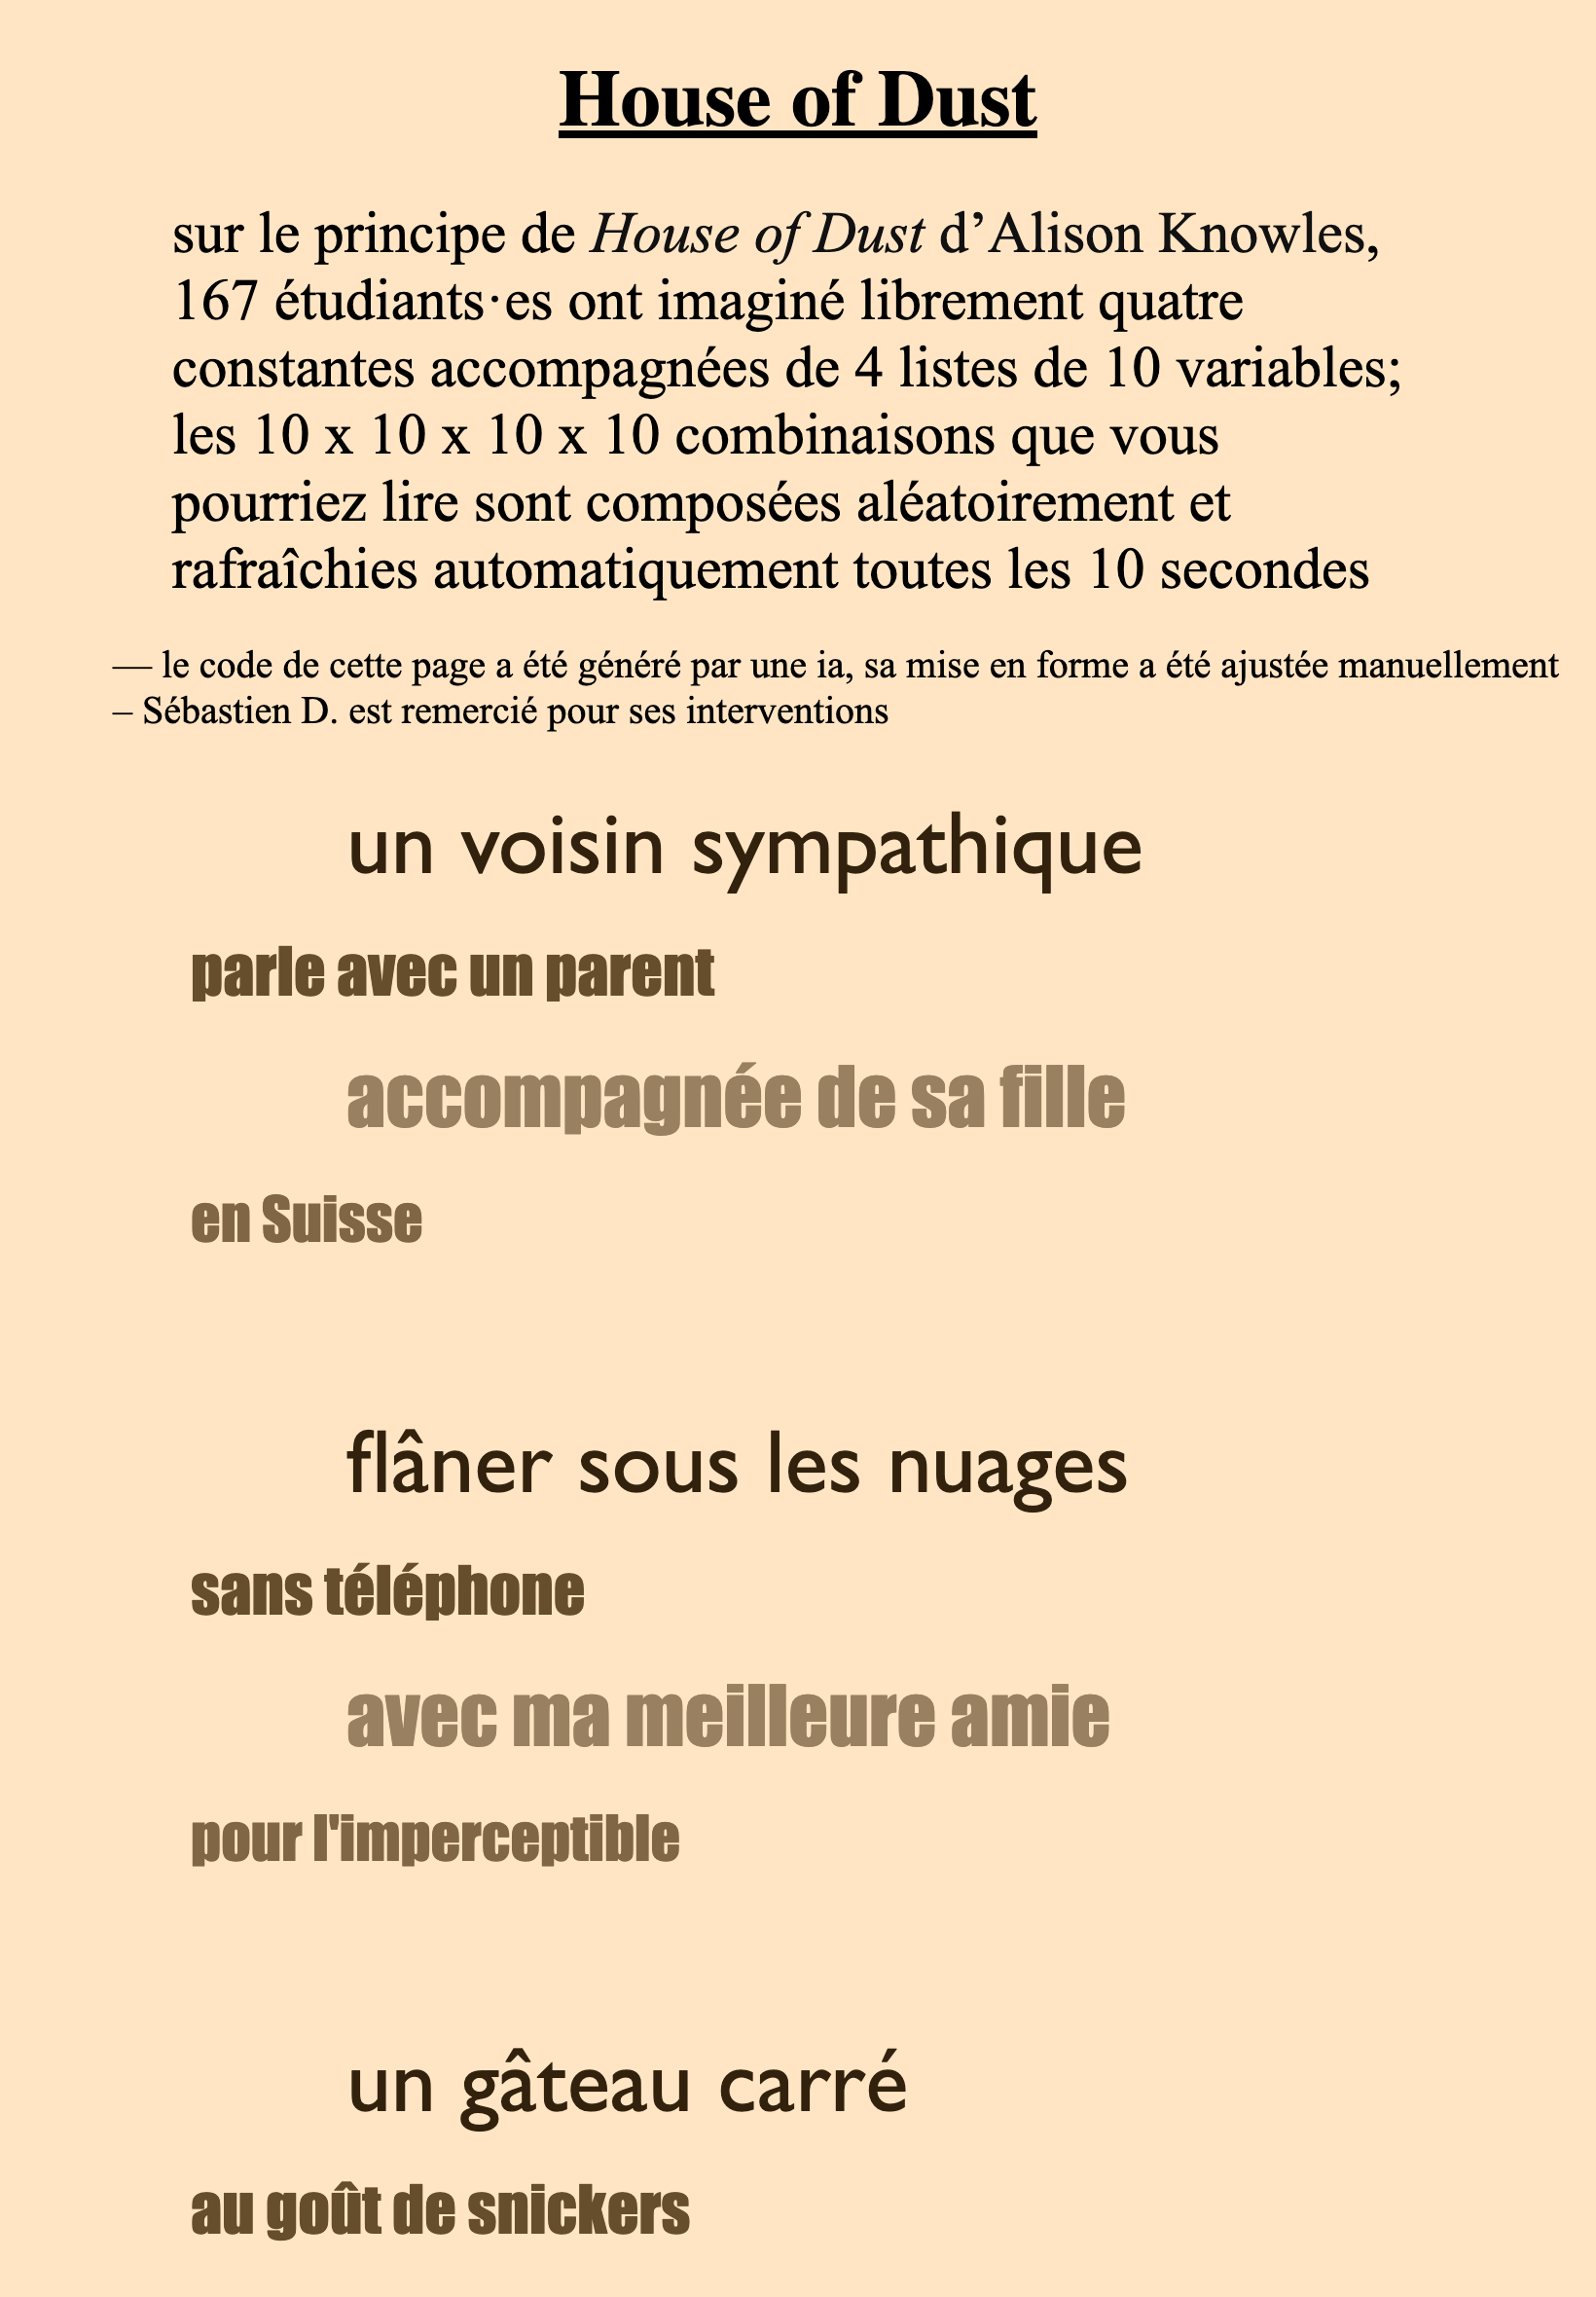 House of Dust
sur le principe de House of Dust d’Alison Knowles,
167 étudiants·es ont imaginé librement quatre
constantes accompagnées de 4 listes de 10 variables;
les 10 x 10 x 10 x 10 combinaisons que vous
pourriez lire sont composées aléatoirement et
rafraîchies automatiquement toutes les 10 secondes
— le code de cette page a été généré par une ia, sa mise en forme a été ajustée manuellement
– Sébastien D. est remercié pour ses interventions
un voisin sympathique
parle avec un parent
accompagnée de sa fille
en Suisse
flâner sous les nuages
sans téléphone
avec ma meilleure amie
pour l'imperceptible
un gâteau carré
au goût de snickers